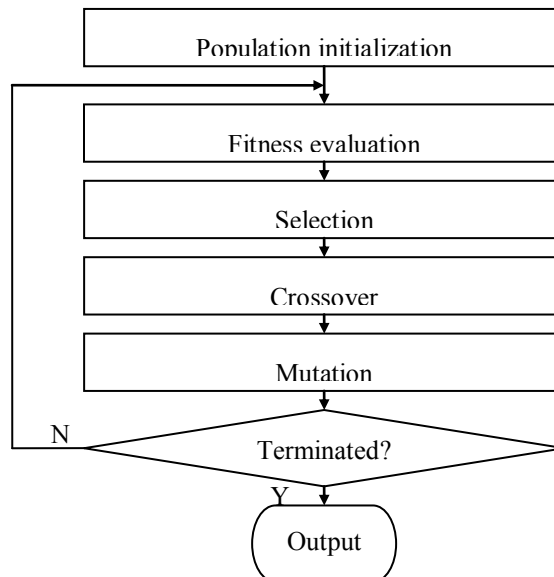 Population initialization
Fitness evaluation
Selection
Crossover
Mutation
N
Terminated?
Y
Output